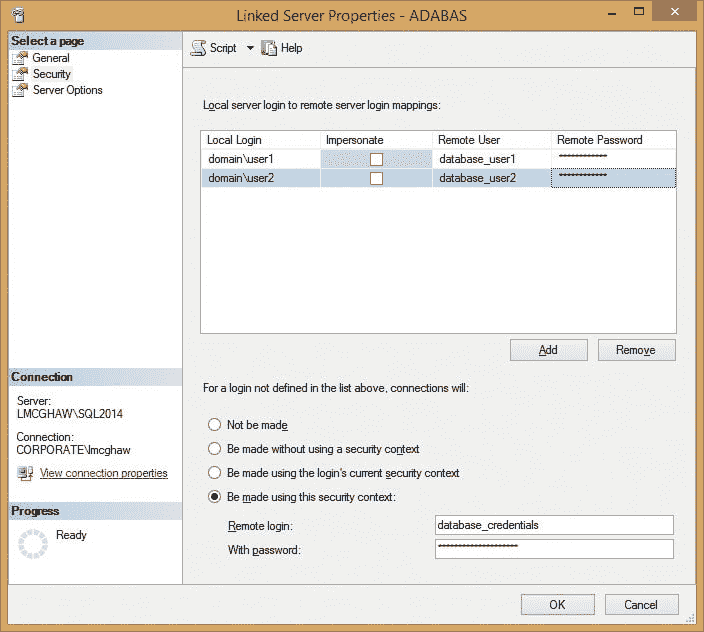 Linked Server Properties - ADABAS
Select a page
General
Security
Server Options
Script Help
Local server login to remote server login mappings:
Local Login Impersonate Remote User Remote Password
domain\user1 database_user1 ************
domain\user2 database_user2 ************
Add Remove
For a login not defined in the list above, connections will:
Not be made
Be made without using a security context
Be made using the login's current security context
Be made using this security context:
Remote login: database_credentials
With password: ********************
Connection
Server:
LMCGHAW\SQL2014
Connection:
CORPORATE\lmcghaw
View connection properties
Progress
Ready
OK Cancel